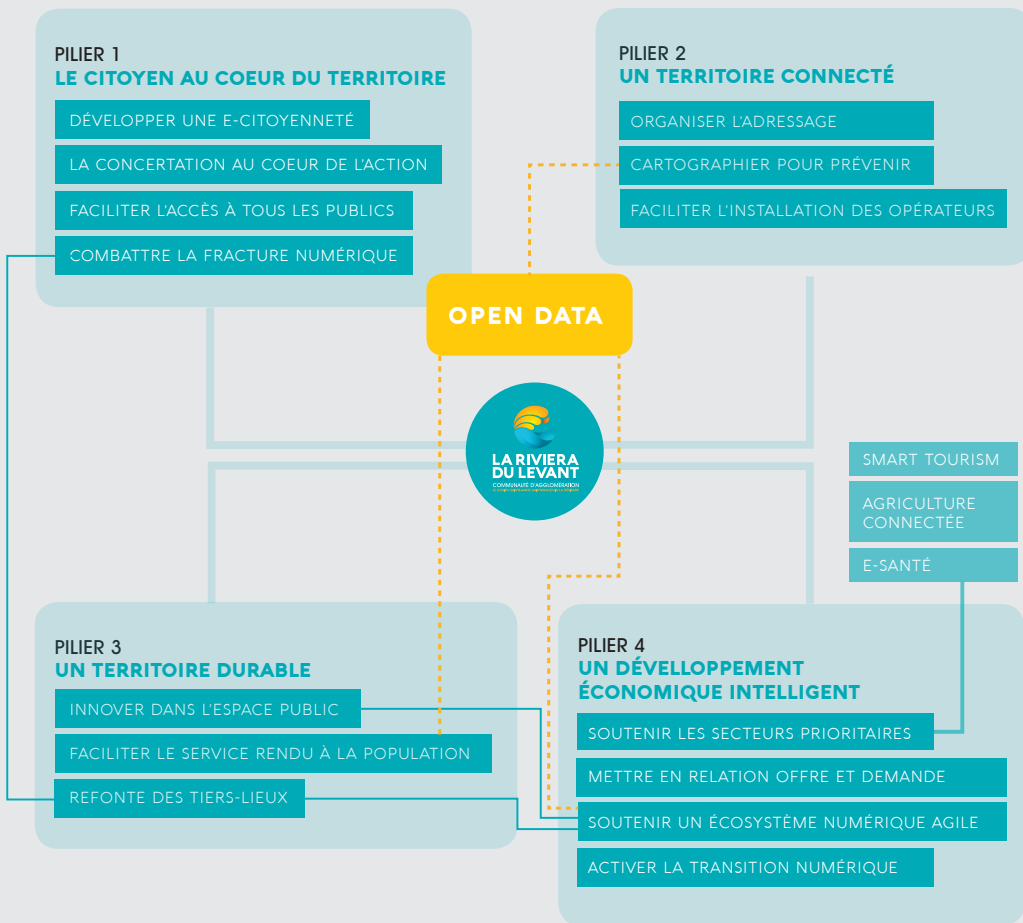 PILIER 1
LE CITOYEN AU COEUR DU TERRITOIRE
DÉVELOPPER UNE E-CITOYENNETÉ
LA CONCERTATION AU COEUR DE L'ACTION
FACILITER L'ACCÈS À TOUS LES PUBLICS
COMBATTRE LA FRACTURE NUMÉRIQUE
PILIER 2
UN TERRITOIRE CONNECTÉ
ORGANISER L'ADRESSAGE
CARTOGRAPHIER POUR PRÉVENIR
FACILITER L'INSTALLATION DES OPÉRATEURS
OPEN DATA
LA RIVIERA
DU LEVANT
COMMUNAUTÉ D'AGGLOMÉRATION
SMART TOURISM
AGRICULTURE
CONNECTÉE
E-SANTÉ
PILIER 3
UN TERRITOIRE DURABLE
INNOVER DANS L'ESPACE PUBLIC
FACILITER LE SERVICE RENDU À LA POPULATION
REFONTE DES TIERS-LIEUX
PILIER 4
UN DÉVELLOPPEMENT
ÉCONOMIQUE INTELLIGENT
SOUTENIR LES SECTEURS PRIORITAIRES
METTRE EN RELATION OFFRE ET DEMANDE
SOUTENIR UN ÉCOSYSTÈME NUMÉRIQUE AGILE
ACTIVER LA TRANSITION NUMÉRIQUE